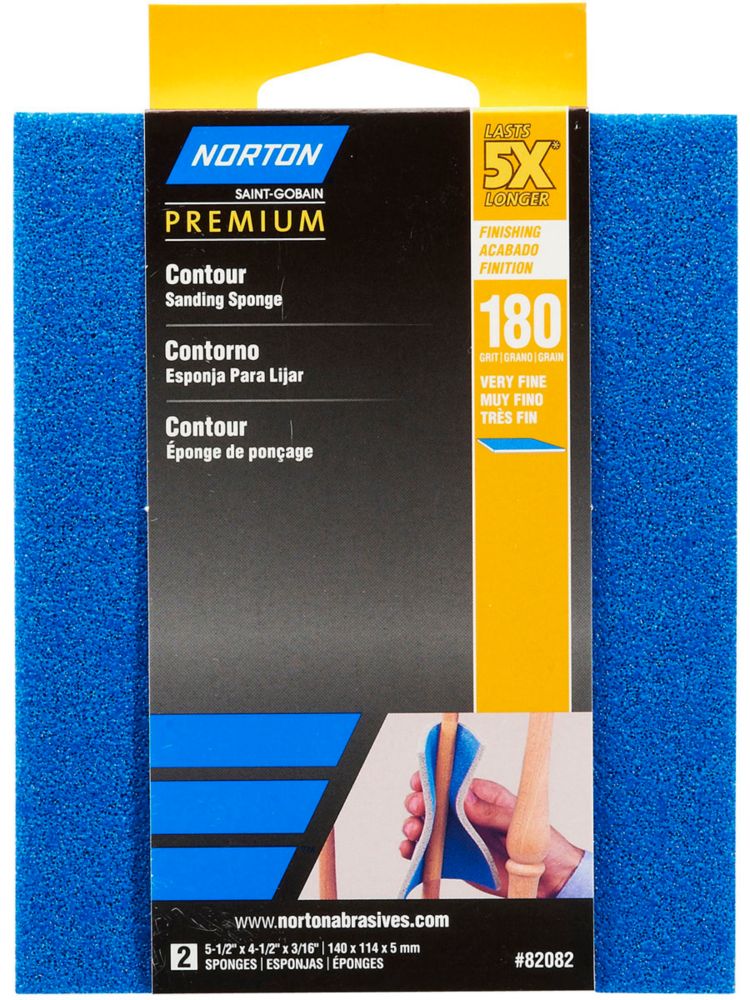 NORTON
SAINT-GOBAIN
PREMIUM
Contour
Sanding Sponge
Contorno
Esponja Para Lijar
Contour
Éponge de ponçage
LASTS
5X*
LONGER
FINISHING
ACABADO
FINITION
180
GRIT | GRANO | GRAIN
VERY FINE
MUY FINO
TRÈS FIN
www.nortonabrasives.com
2 5-1/2" x 4-1/2" x 3/16" | 140 x 114 x 5 mm
SPONGES | ESPONJAS | ÉPONGES
#82082